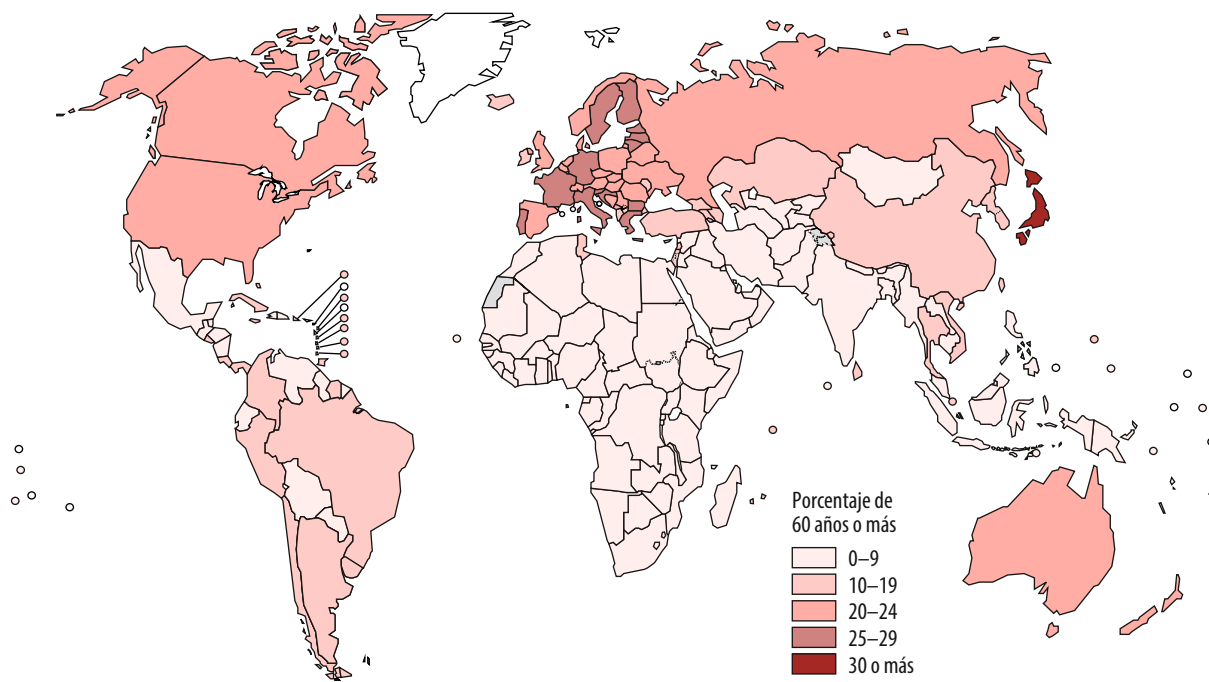 Porcentaje de
60 años o más
0–9
10–19
20–24
25–29
30 o más